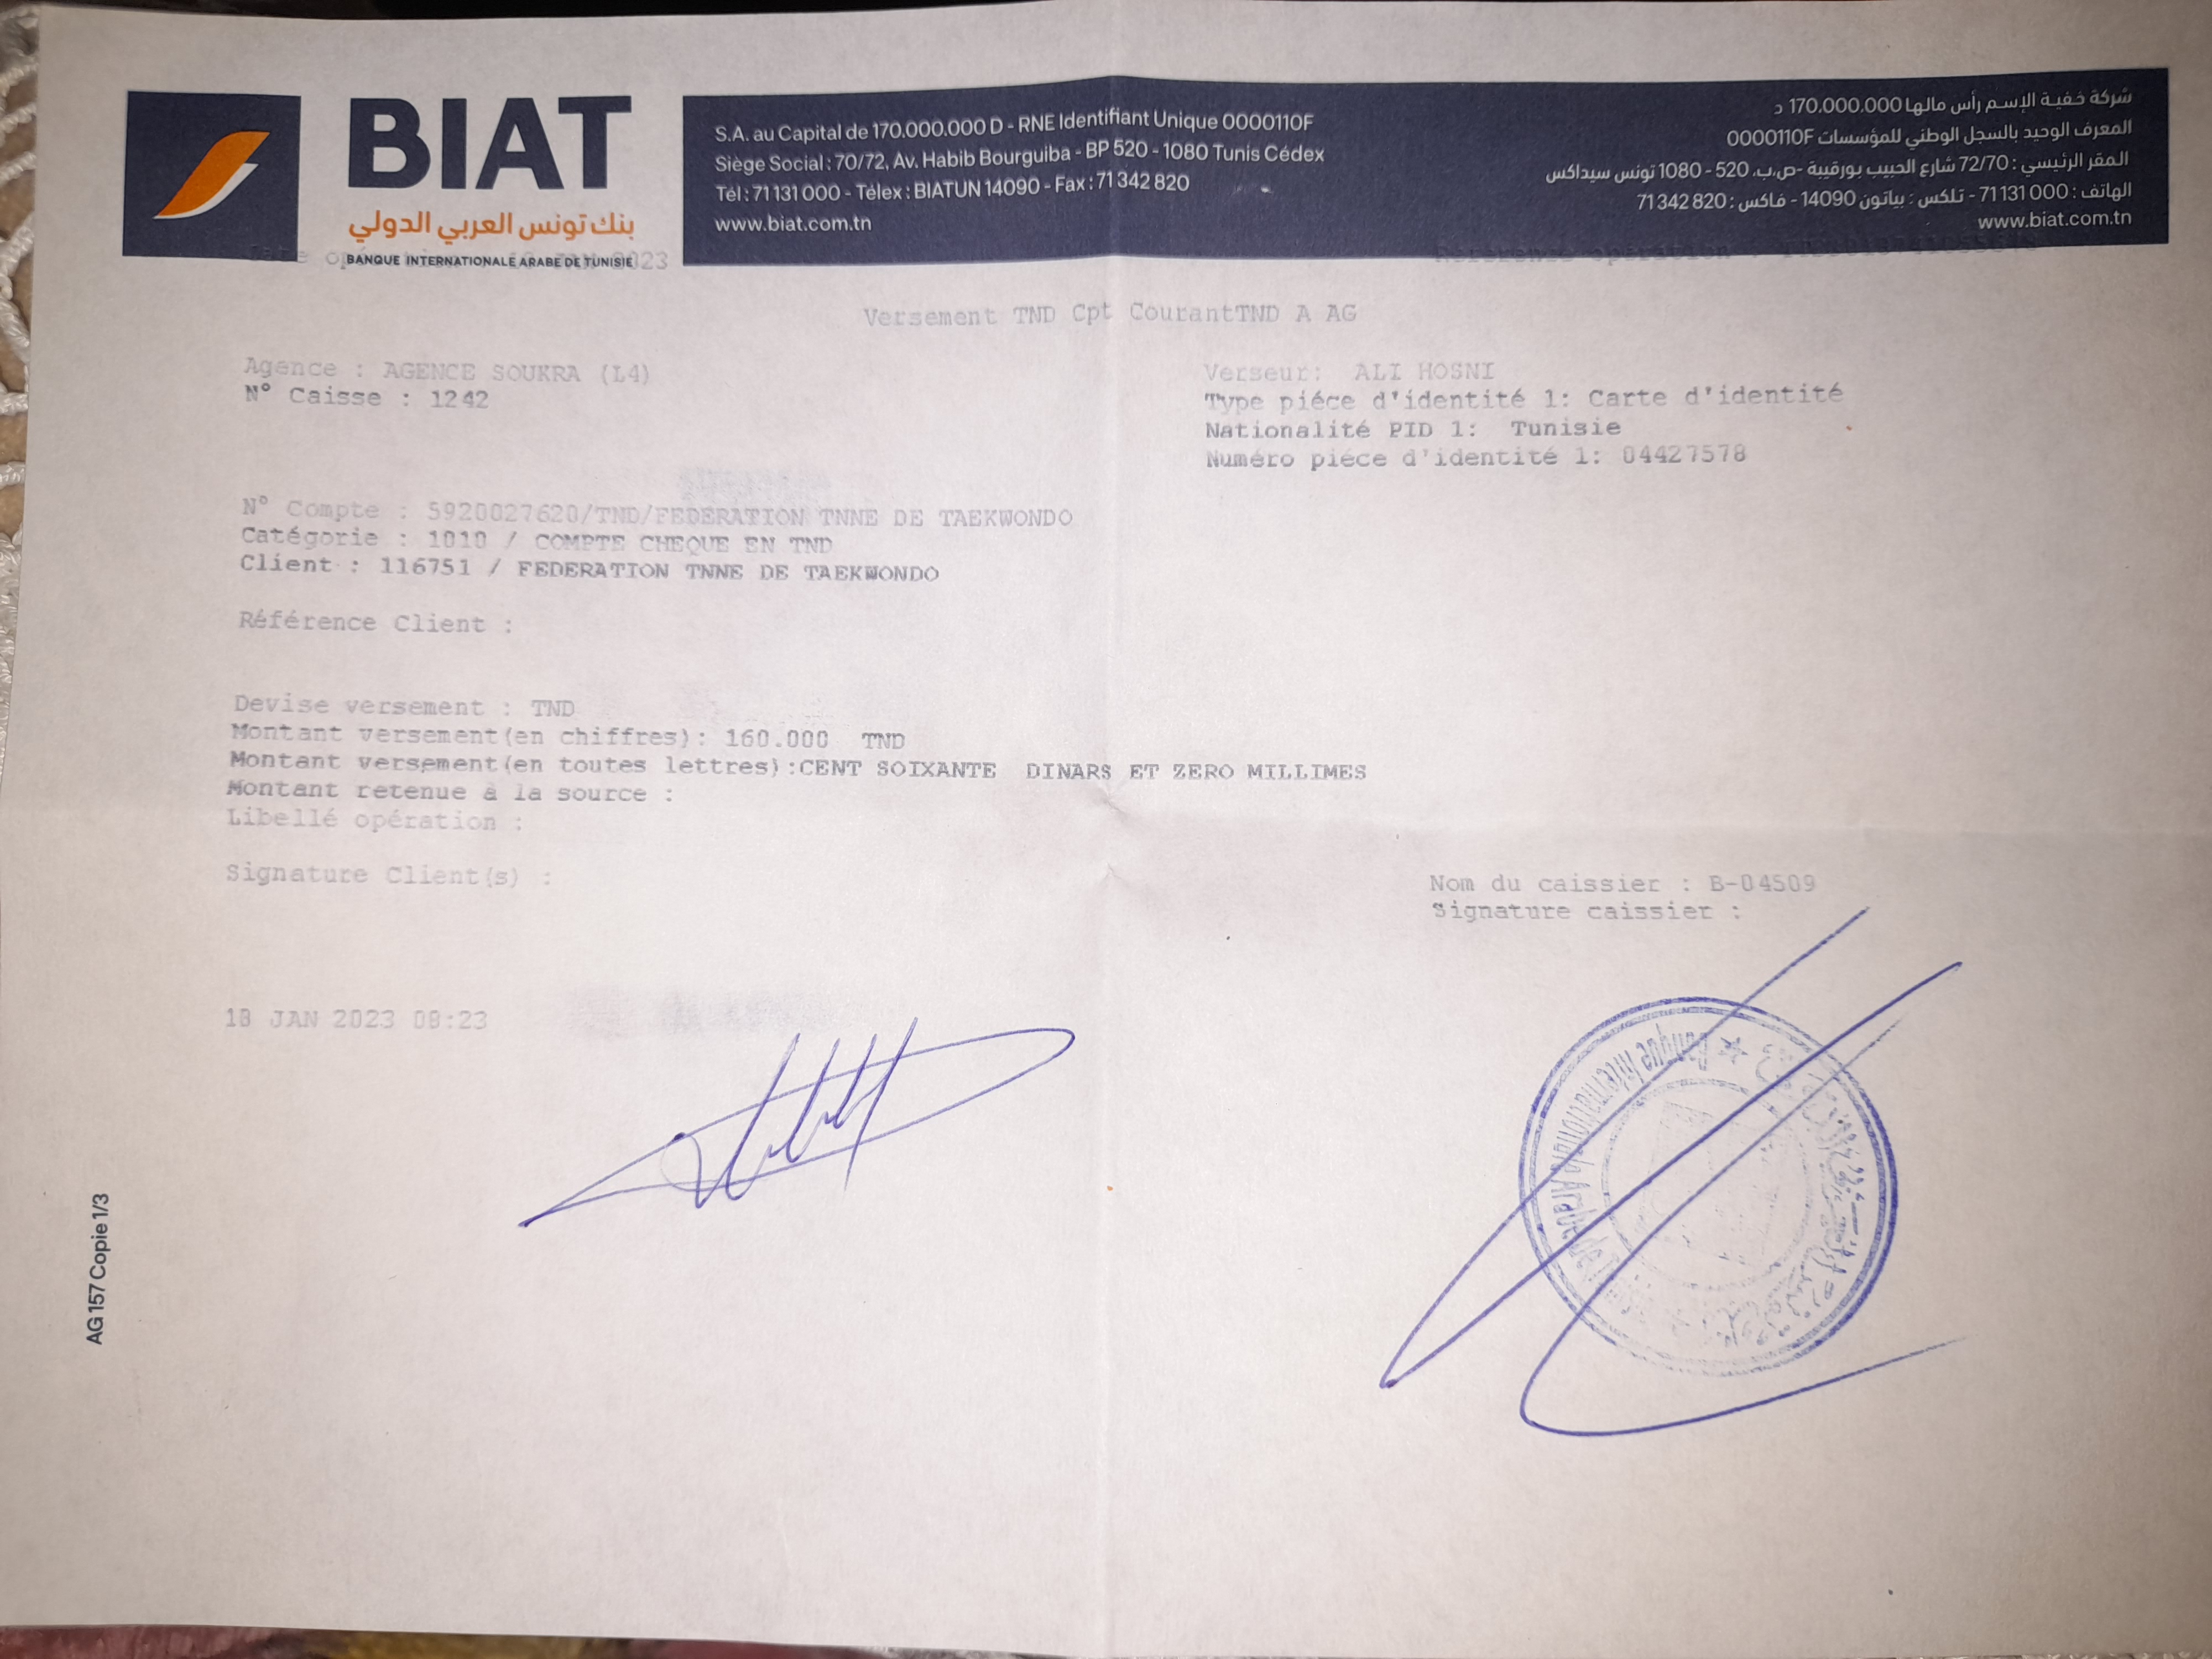 BIAT
بنك تونس العربي الدولي
BANQUE INTERNATIONALE ARABE DE TUNISIE
S.A. au Capital de 170.000.000 D - RNE Identifiant Unique 0000110F
Siège Social : 70/72, Av. Habib Bourguiba - BP 520 - 1080 Tunis Cédex
Tél : 71 131 000 - Télex : BIATUN 14090 - Fax : 71 342 820
www.biat.com.tn
شركة خفية الإسم رأس مالها 170.000.000 د
المعرف الوحيد بالسجل الوطني للمؤسسات 0000110F
المقر الرئيسي : 72/70 شارع الحبيب بورقيبة -ص.ب. 520 - 1080 تونس سيداكس
الهاتف : 71 131 000 - تلكس : بياتون 14090 - فاكس : 71 342 820
www.biat.com.tn
Versement TND Cpt CourantTND A AG
Agence : AGENCE SOUKRA (L4)
N° Caisse : 1242
Verseur: ALI HOSNI
Type piéce d'identité 1: Carte d'identité
Nationalité PID 1: Tunisie
Numéro piéce d'identité 1: 04427578
N° Compte : 5920027620/TND/FEDERATION TNNE DE TAEKWONDO
Catégorie : 1010 / COMPTE CHEQUE EN TND
Client : 116751 / FEDERATION TNNE DE TAEKWONDO
Référence Client :
Devise versement : TND
Montant versement(en chiffres): 160.000 TND
Montant versement(en toutes lettres):CENT SOIXANTE DINARS ET ZERO MILLIMES
Montant retenue à la source :
Libellé opération :
Signature Client(s) :
Nom du caissier : B-04509
Signature caissier :
18 JAN 2023 08:23
Banque Internationale Arabe de
AG 157 Copie 1/3